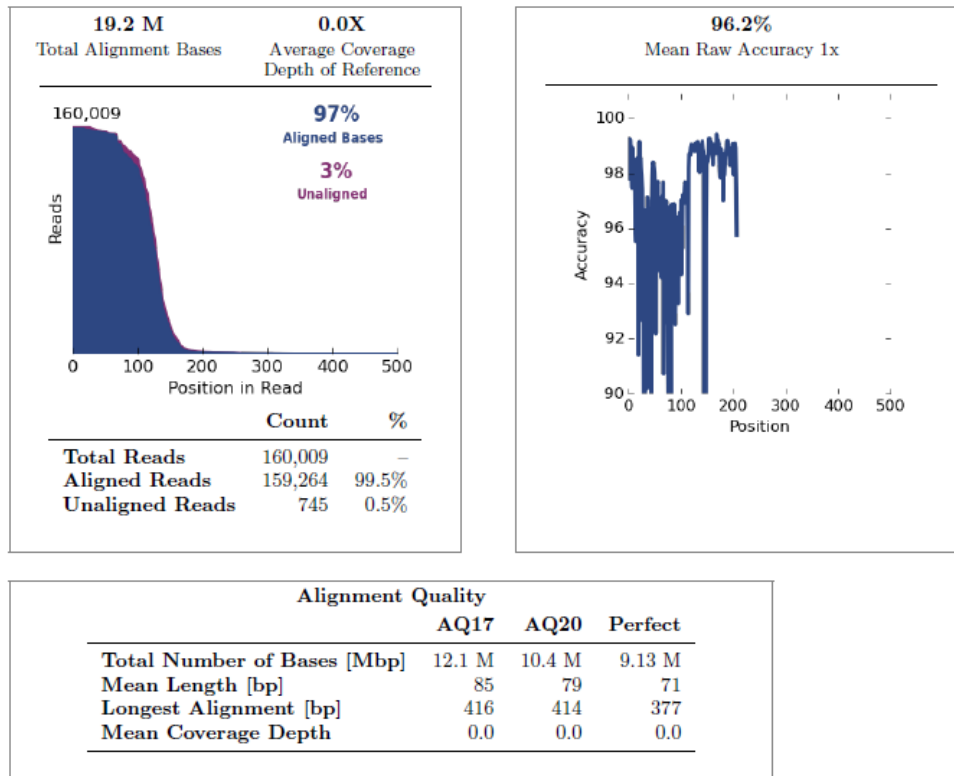 19.2 M 0.0X
Total Alignment Bases Average Coverage
Depth of Reference
160,009
97%
Aligned Bases
3%
Unaligned
Reads
0 100 200 300 400 500
Position in Read
Count %
Total Reads 160,009 –
Aligned Reads 159,264 99.5%
Unaligned Reads 745 0.5%
96.2%
Mean Raw Accuracy 1x
100
98
96
94
92
90
Accuracy
0 100 200 300 400 500
Position
Alignment Quality
AQ17 AQ20 Perfect
Total Number of Bases [Mbp] 12.1 M 10.4 M 9.13 M
Mean Length [bp] 85 79 71
Longest Alignment [bp] 416 414 377
Mean Coverage Depth 0.0 0.0 0.0